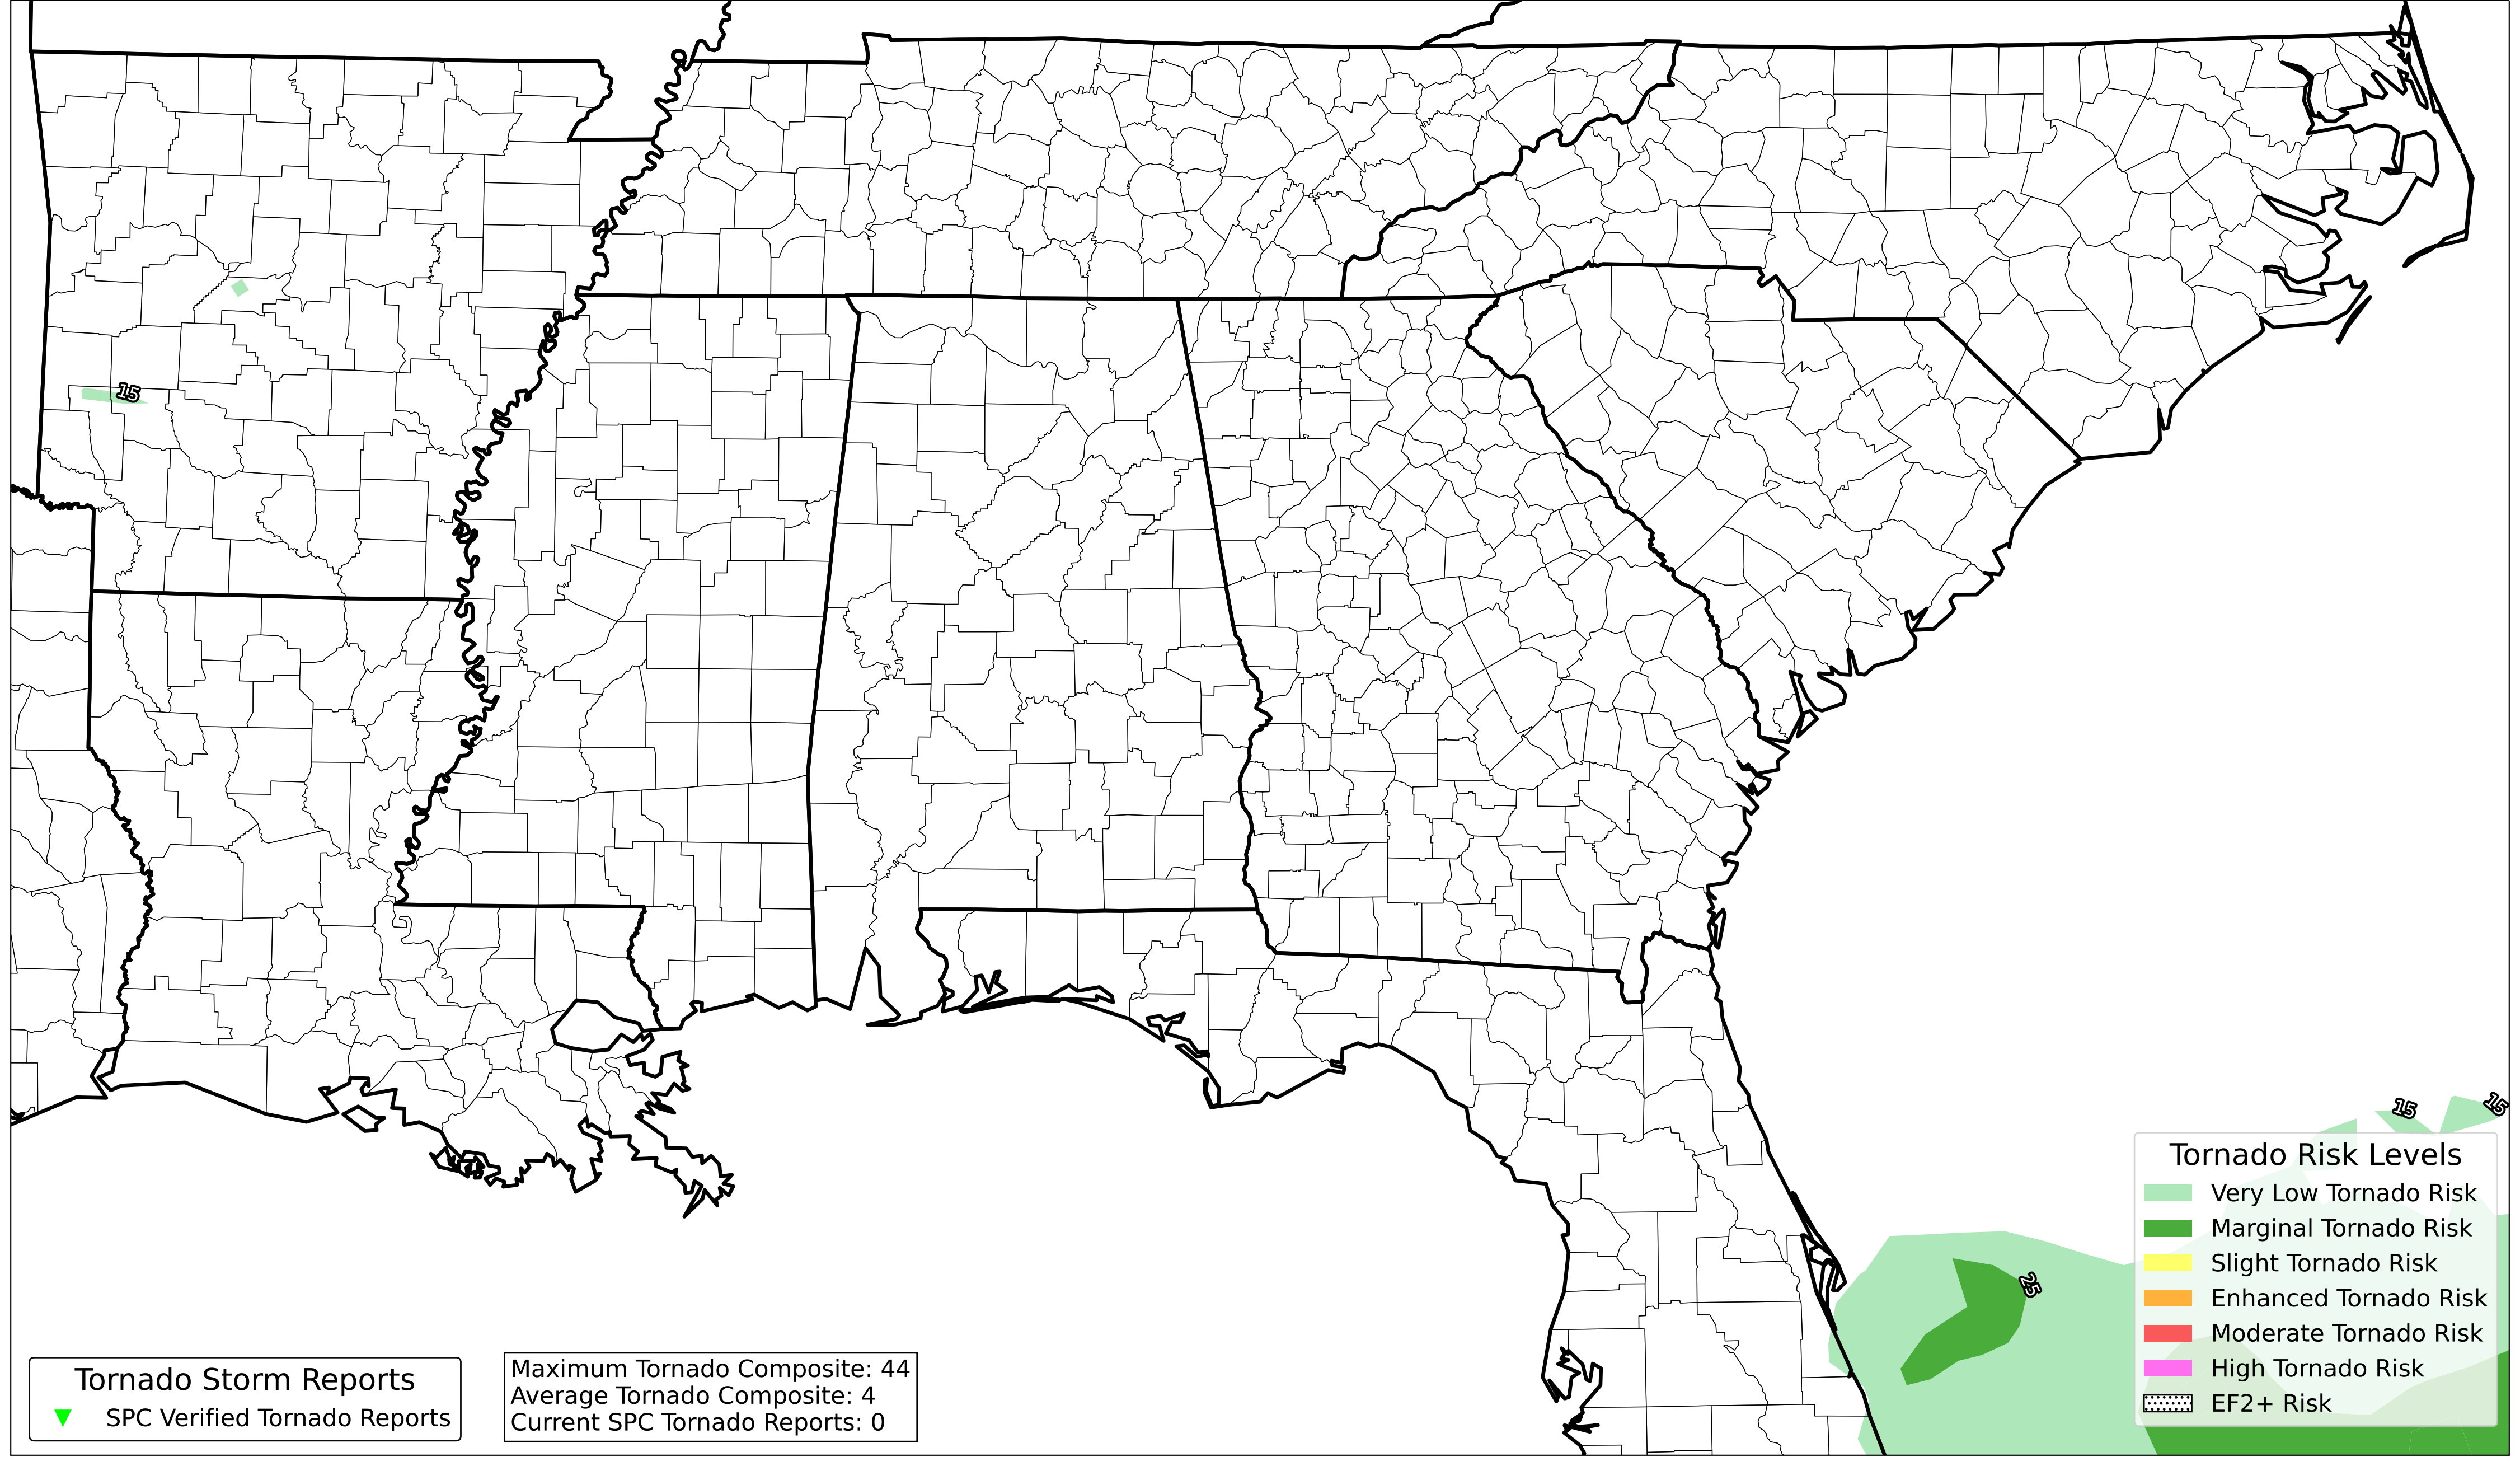 15
15
15
25
Tornado Risk Levels
Very Low Tornado Risk
Marginal Tornado Risk
Slight Tornado Risk
Enhanced Tornado Risk
Moderate Tornado Risk
High Tornado Risk
EF2+ Risk
Tornado Storm Reports
SPC Verified Tornado Reports
Maximum Tornado Composite: 44
Average Tornado Composite: 4
Current SPC Tornado Reports: 0